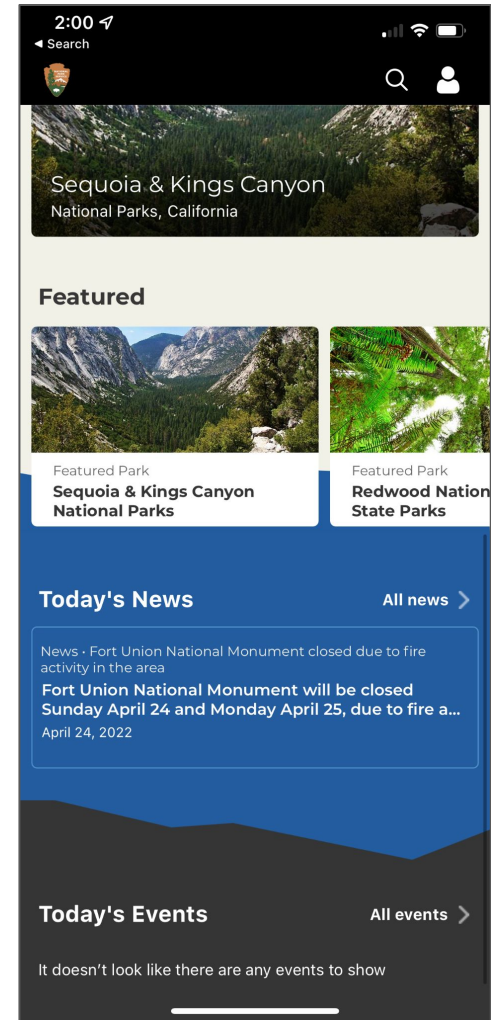 2:00
◄ Search
Sequoia & Kings Canyon
National Parks, California
Featured
Featured Park
Sequoia & Kings Canyon
National Parks
Featured Park
Redwood Nation
State Parks
Today's News
All news
News • Fort Union National Monument closed due to fire
activity in the area
Fort Union National Monument will be closed
Sunday April 24 and Monday April 25, due to fire a...
April 24, 2022
Today's Events
All events
It doesn't look like there are any events to show